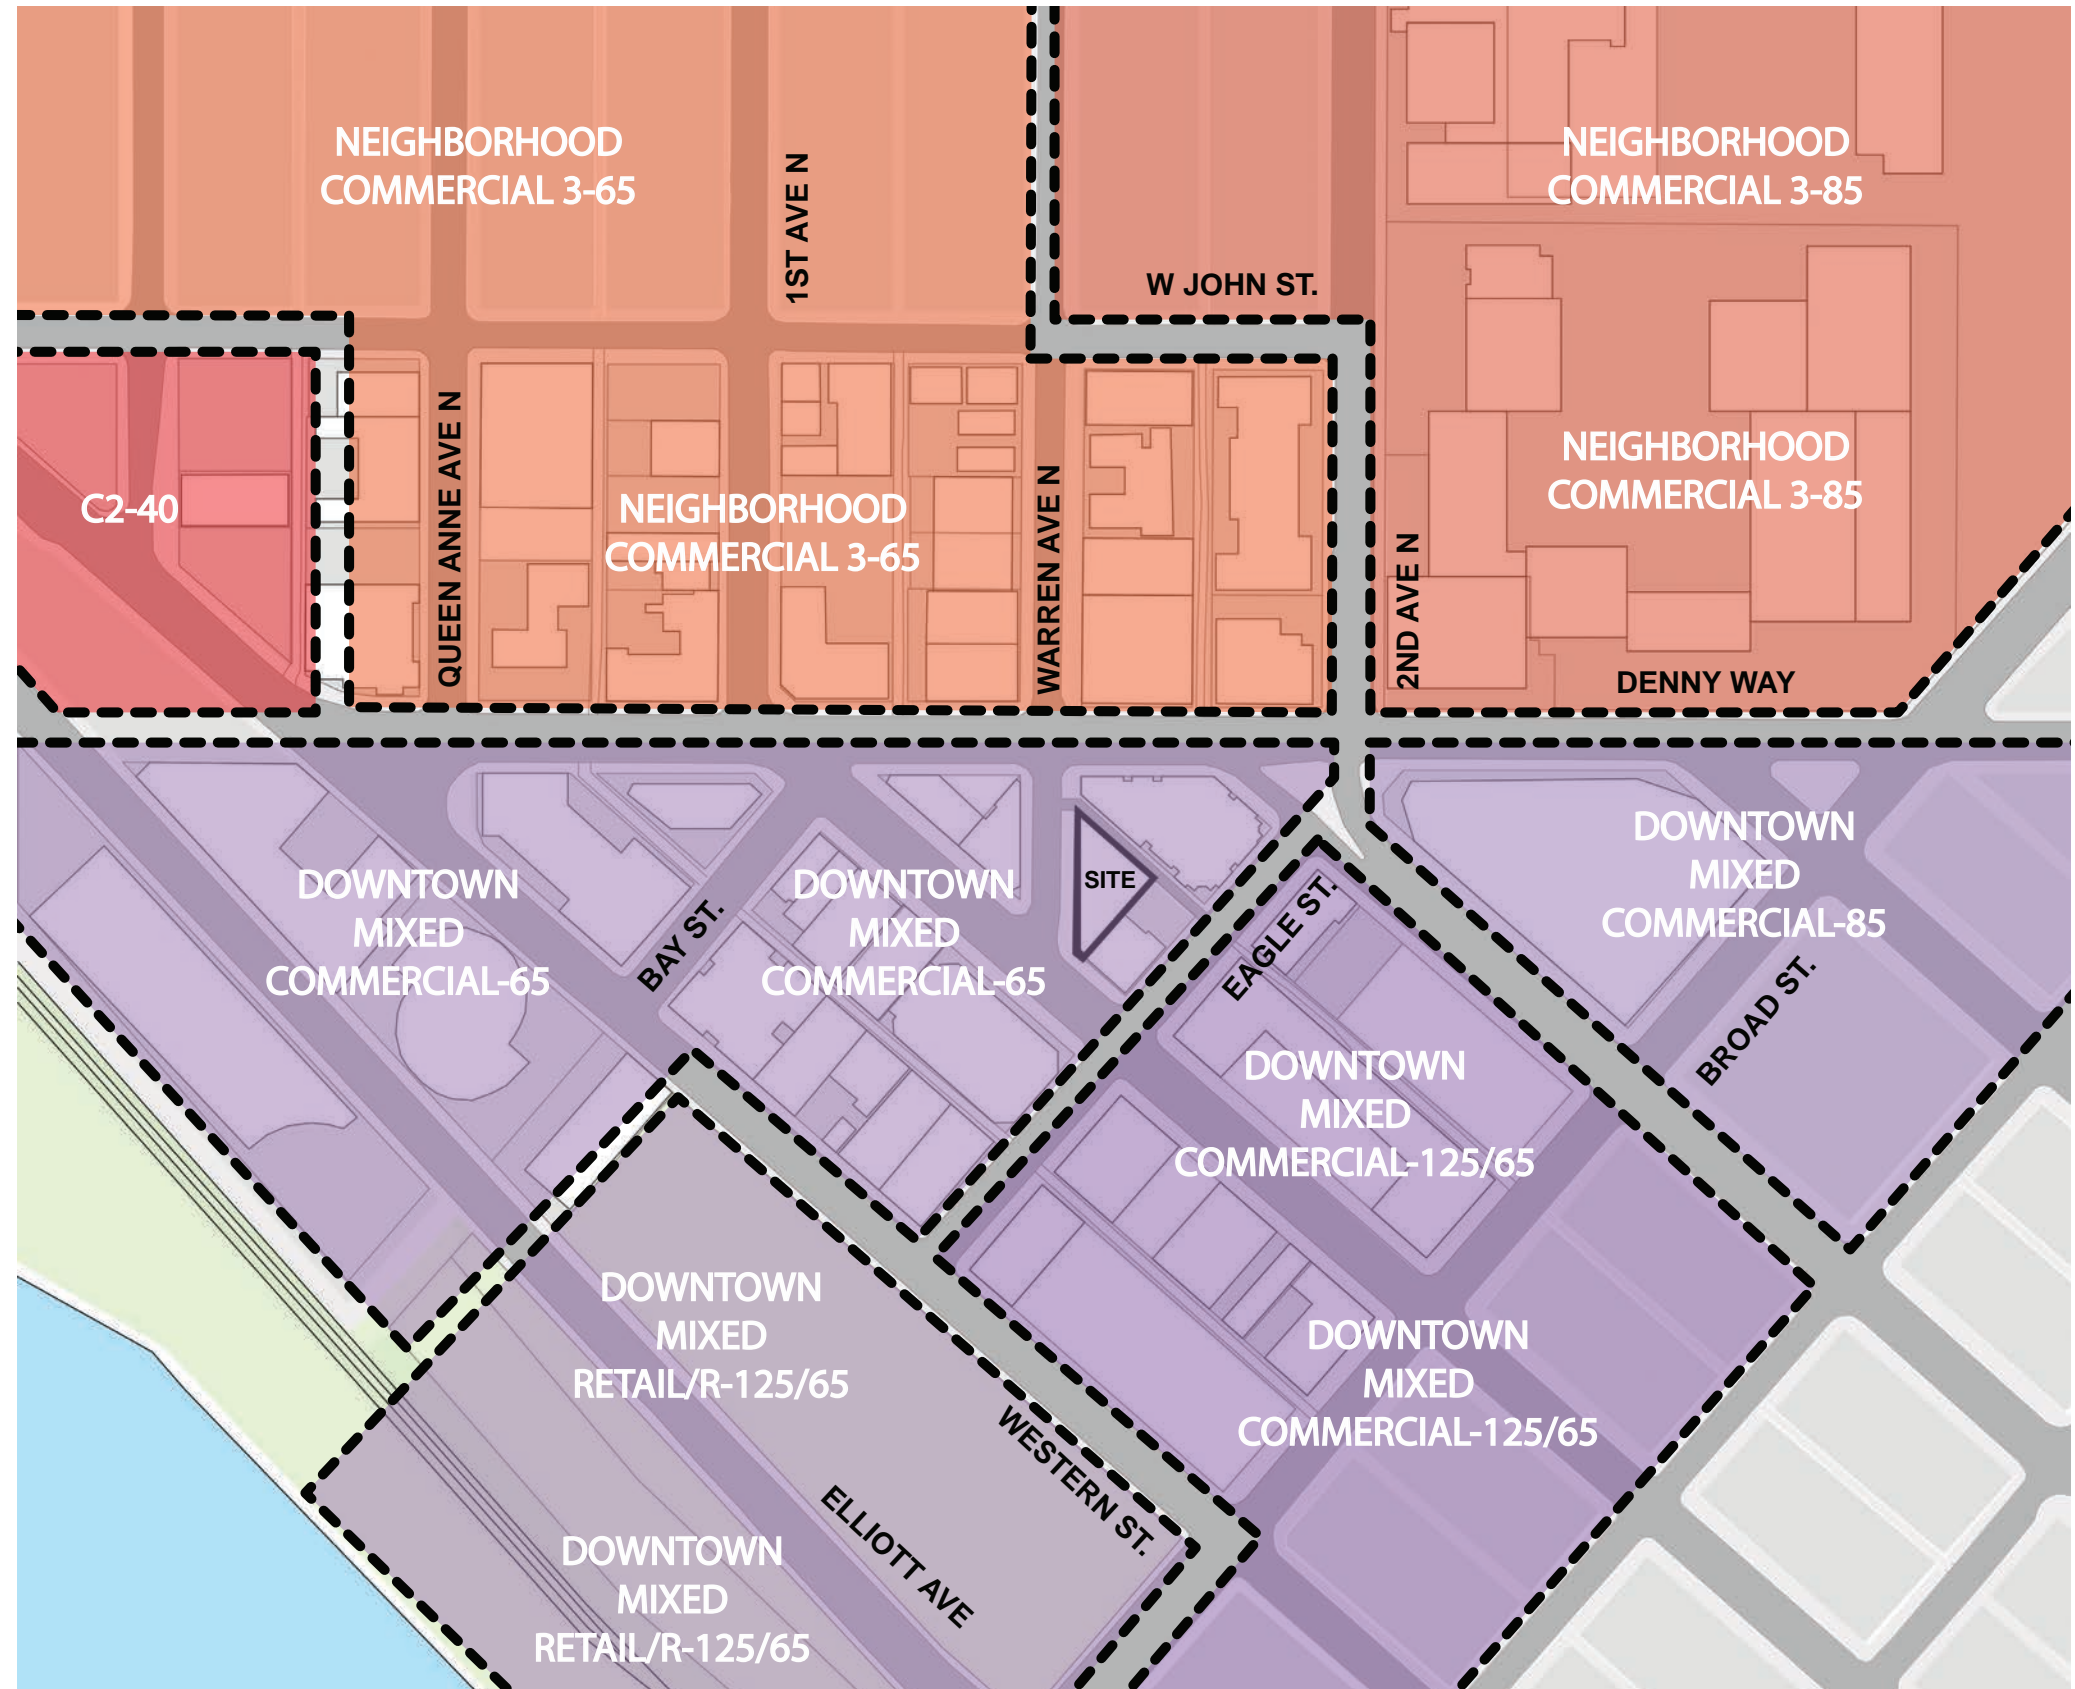 NEIGHBORHOOD
COMMERCIAL 3-65
1ST AVE N
NEIGHBORHOOD
COMMERCIAL 3-85
W JOHN ST.
C2-40
QUEEN ANNE AVE N
NEIGHBORHOOD
COMMERCIAL 3-65
WARREN AVE N
2ND AVE N
NEIGHBORHOOD
COMMERCIAL 3-85
DENNY WAY
DOWNTOWN
MIXED
COMMERCIAL-65
BAY ST.
DOWNTOWN
MIXED
COMMERCIAL-65
SITE
EAGLE ST.
DOWNTOWN
MIXED
COMMERCIAL-85
BROAD ST.
DOWNTOWN
MIXED
COMMERCIAL-125/65
DOWNTOWN
MIXED
RETAIL/R-125/65
DOWNTOWN
MIXED
COMMERCIAL-125/65
WESTERN ST.
ELLIOTT AVE
DOWNTOWN
MIXED
RETAIL/R-125/65